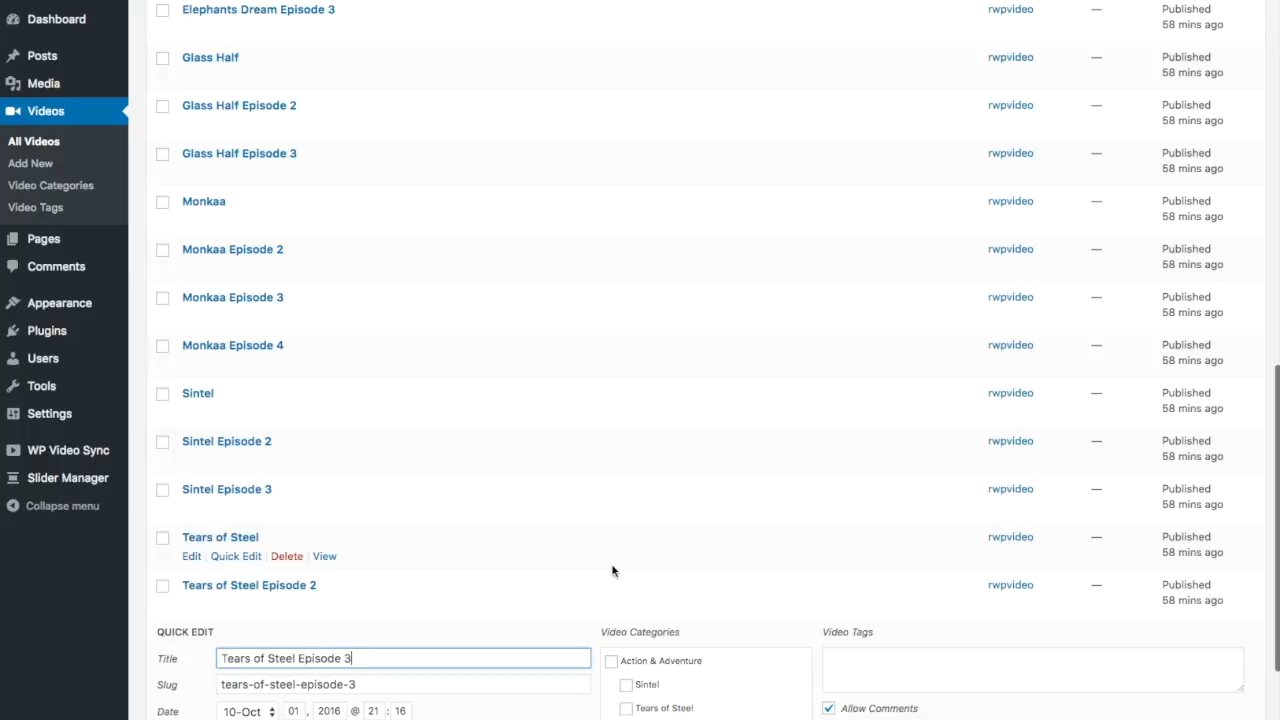 Dashboard
Posts
Media
Videos
All Videos
Add New
Video Categories
Video Tags
Pages
Comments
Appearance
Plugins
Users
Tools
Settings
WP Video Sync
Slider Manager
Collapse menu
Elephants Dream Episode 3 rwpvideo — Published
58 mins ago
Glass Half rwpvideo — Published
58 mins ago
Glass Half Episode 2 rwpvideo — Published
58 mins ago
Glass Half Episode 3 rwpvideo — Published
58 mins ago
Monkaa rwpvideo — Published
58 mins ago
Monkaa Episode 2 rwpvideo — Published
58 mins ago
Monkaa Episode 3 rwpvideo — Published
58 mins ago
Monkaa Episode 4 rwpvideo — Published
58 mins ago
Sintel rwpvideo — Published
58 mins ago
Sintel Episode 2 rwpvideo — Published
58 mins ago
Sintel Episode 3 rwpvideo — Published
58 mins ago
Tears of Steel rwpvideo — Published
58 mins ago
Edit | Quick Edit | Delete | View
Tears of Steel Episode 2 rwpvideo — Published
58 mins ago
QUICK EDIT
Title Tears of Steel Episode 3
Slug tears-of-steel-episode-3
Date 10-Oct 01 , 2016 @ 21 : 16
Video Categories
Action & Adventure
Sintel
Tears of Steel
Video Tags
Allow Comments